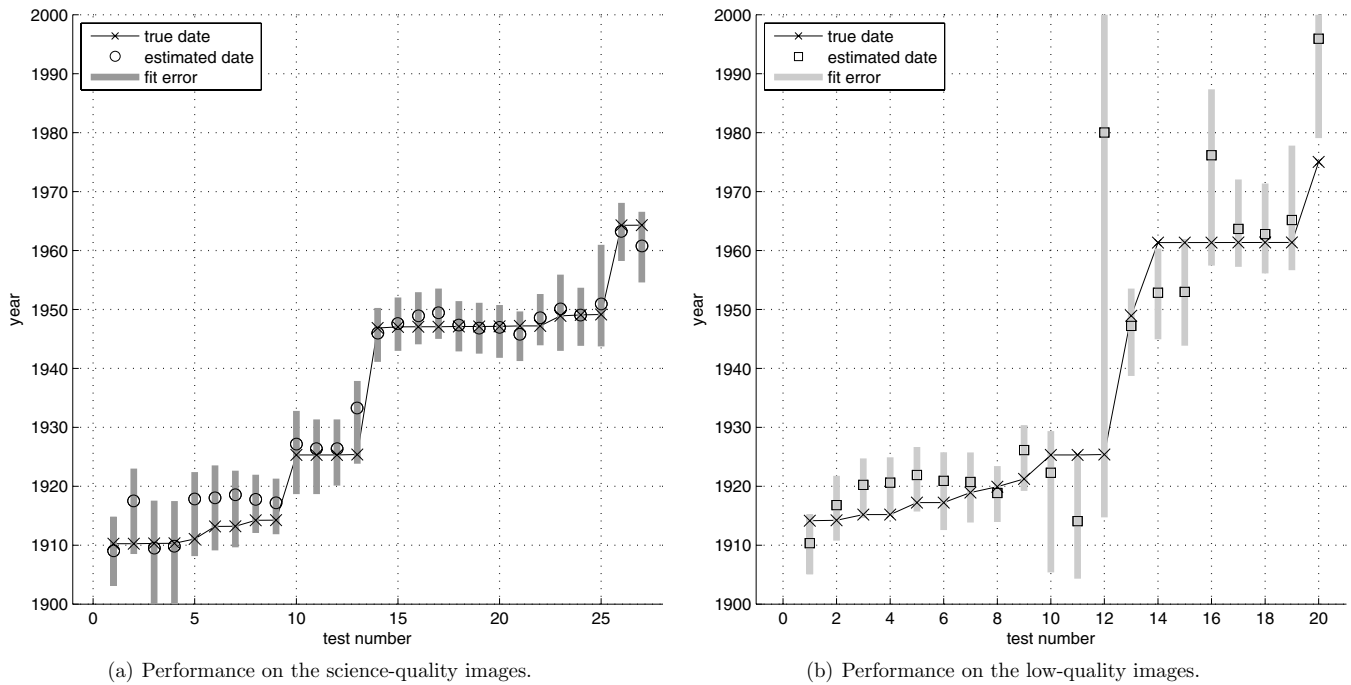 2000
1990
1980
1970
1960
1950
1940
1930
1920
1910
1900
year
true date
estimated date
fit error
0 5 10 15 20 25
test number
(a) Performance on the science-quality images.
2000
1990
1980
1970
1960
1950
1940
1930
1920
1910
1900
year
true date
estimated date
fit error
0 2 4 6 8 10 12 14 16 18 20
test number
(b) Performance on the low-quality images.